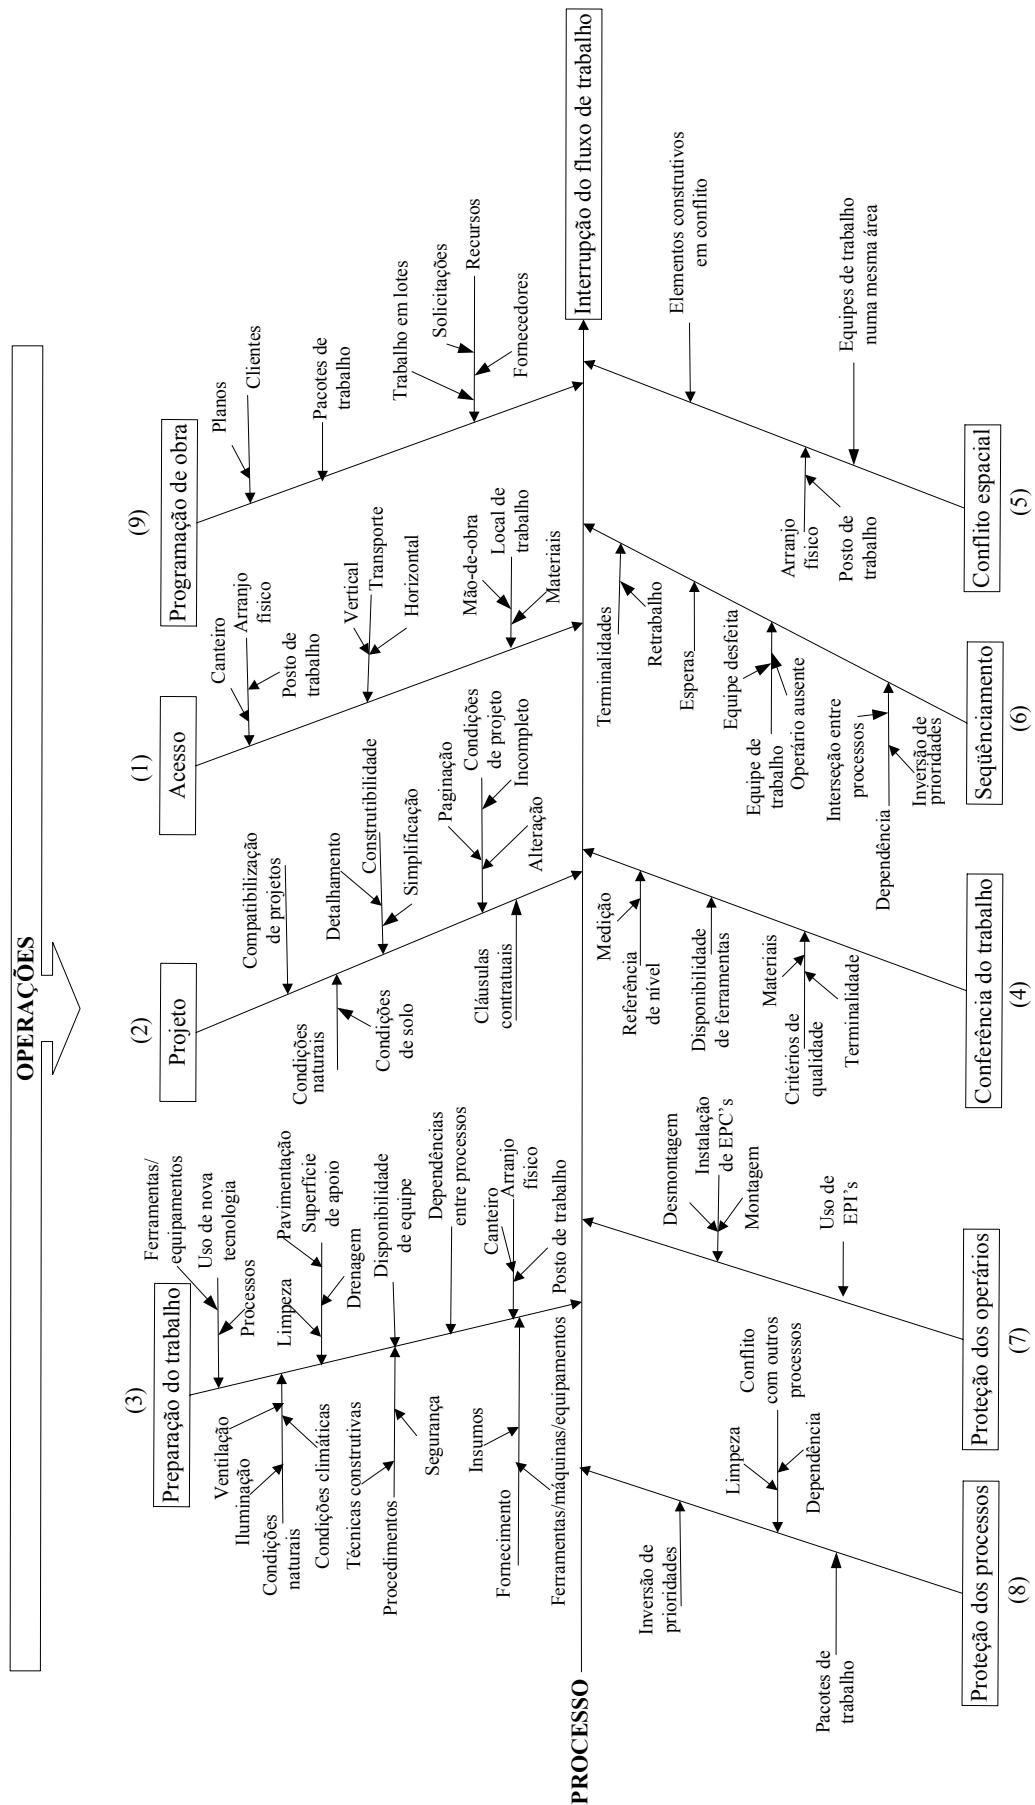 OPERAÇÕES
(3)
Preparação do trabalho
Ferramentas/
equipamentos
Uso de nova
tecnologia
Processos
Ventilação
Iluminação
Condições
naturais
Condições climáticas
Limpeza
Pavimentação
Superfície
de apoio
Drenagem
Técnicas construtivas
Procedimentos
Segurança
Disponibilidade
de equipe
Dependências
entre processos
Insumos
Fornecimento
Ferramentas/máquinas/equipamentos
Canteiro
Arranjo
físico
Posto de trabalho
(2)
Projeto
Compatibilização
de projetos
Condições
naturais
Condições
de solo
Detalhamento
Construtibilidade
Simplificação
Paginação
Condições
de projeto
Incompleto
Alteração
Cláusulas
contratuais
(1)
Acesso
Canteiro
Arranjo
físico
Posto de
trabalho
Vertical
Transporte
Horizontal
Mão-de-obra
Local de
trabalho
Materiais
(9)
Programação de obra
Planos
Clientes
Pacotes de
trabalho
Trabalho em lotes
Solicitações
Recursos
Fornecedores
PROCESSO
Interrupção do fluxo de trabalho
Inversão de
prioridades
Limpeza
Conflito
com outros
processos
Dependência
Pacotes de
trabalho
Proteção dos processos
(8)
Desmontagem
Instalação
de EPC’s
Montagem
Uso de
EPI’s
Proteção dos operários
(7)
Medição
Referência
de nível
Disponibilidade
de ferramentas
Materiais
Critérios de
qualidade
Terminalidade
Conferência do trabalho
(4)
Terminalidades
Retrabalho
Esperas
Equipe desfeita
Equipe de
trabalho
Operário ausente
Interseção entre
processos
Dependência
Inversão de
prioridades
Seqüênciamento
(6)
Elementos construtivos
em conflito
Arranjo
físico
Posto de
trabalho
Equipes de trabalho
numa mesma área
Conflito espacial
(5)